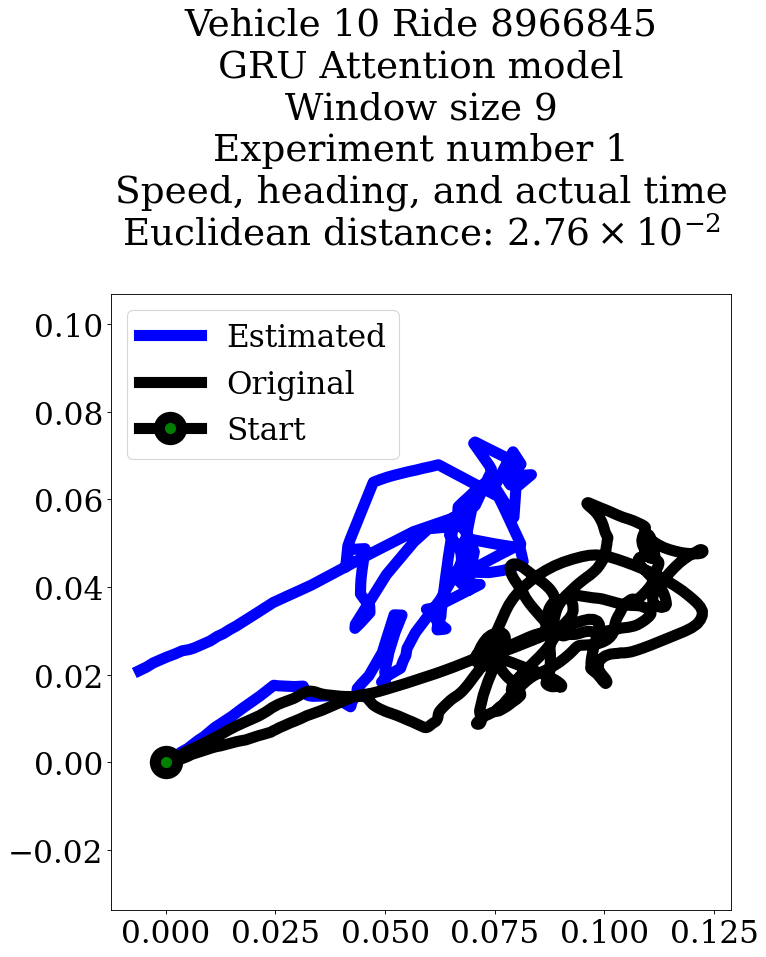 Vehicle 10 Ride 8966845
GRU Attention model
Window size 9
Experiment number 1
Speed, heading, and actual time
Euclidean distance: 2.76 × 10⁻²
Estimated
Original
Start
0.10
0.08
0.06
0.04
0.02
0.00
−0.02
0.000 0.025 0.050 0.075 0.100 0.125